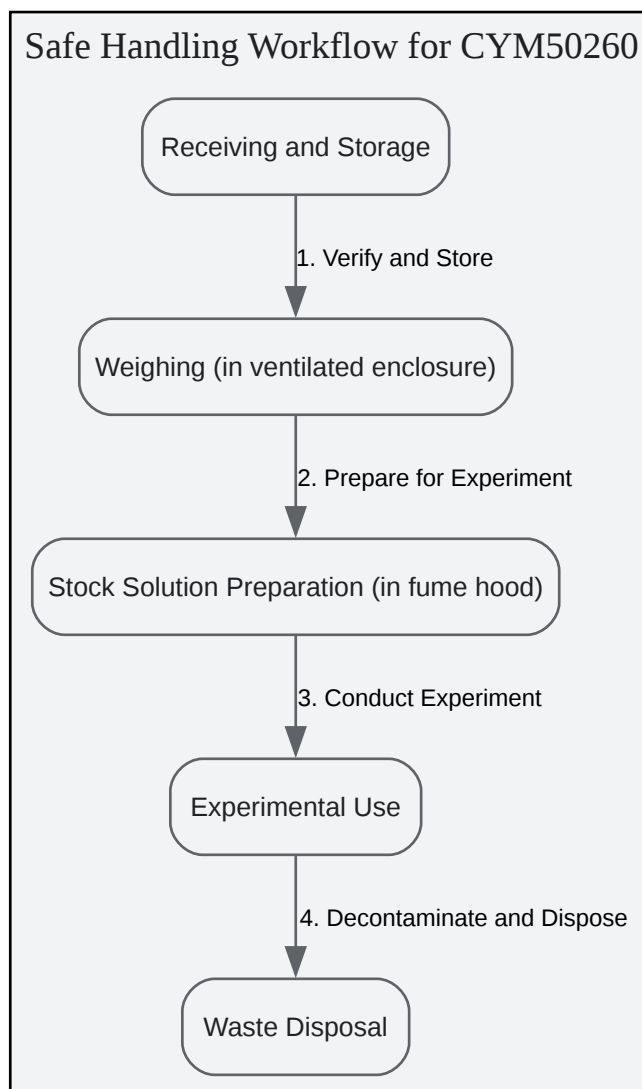 Safe Handling Workflow for CYM50260
Receiving and Storage
1. Verify and Store
Weighing (in ventilated enclosure)
2. Prepare for Experiment
Stock Solution Preparation (in fume hood)
3. Conduct Experiment
Experimental Use
4. Decontaminate and Dispose
Waste Disposal